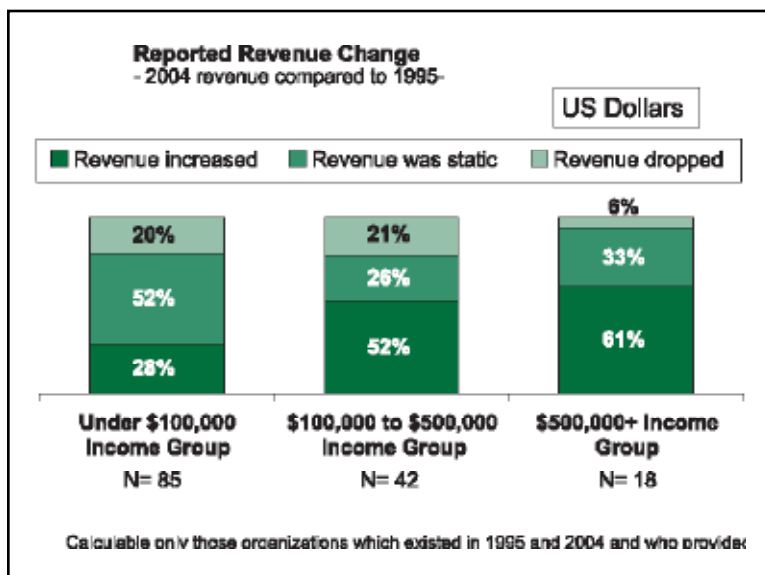 Reported Revenue Change
- 2004 revenue compared to 1995-
US Dollars
Revenue increased Revenue was static Revenue dropped
20% 21% 6%
52% 26% 33%
28% 52% 61%
Under $100,000 Income Group N= 85
$100,000 to $500,000 Income Group N= 42
$500,000+ Income Group N= 18
Calculable only those organizations which existed in 1995 and 2004 and who provided